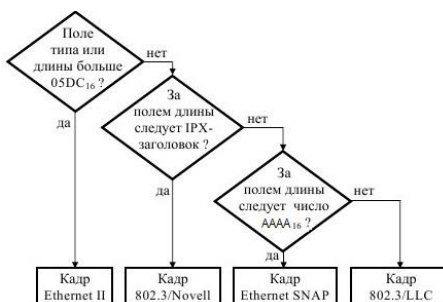 Поле
типа или
длины больше
05DC₁₆ ?
нет
да
За
полем длины
следует IPX-
заголовок ?
нет
да
За
полем длины
следует число
AAAA₁₆ ?
нет
да
Кадр
Ethernet II
Кадр
802.3/Novell
Кадр
Ethernet SNAP
Кадр
802.3/LLC